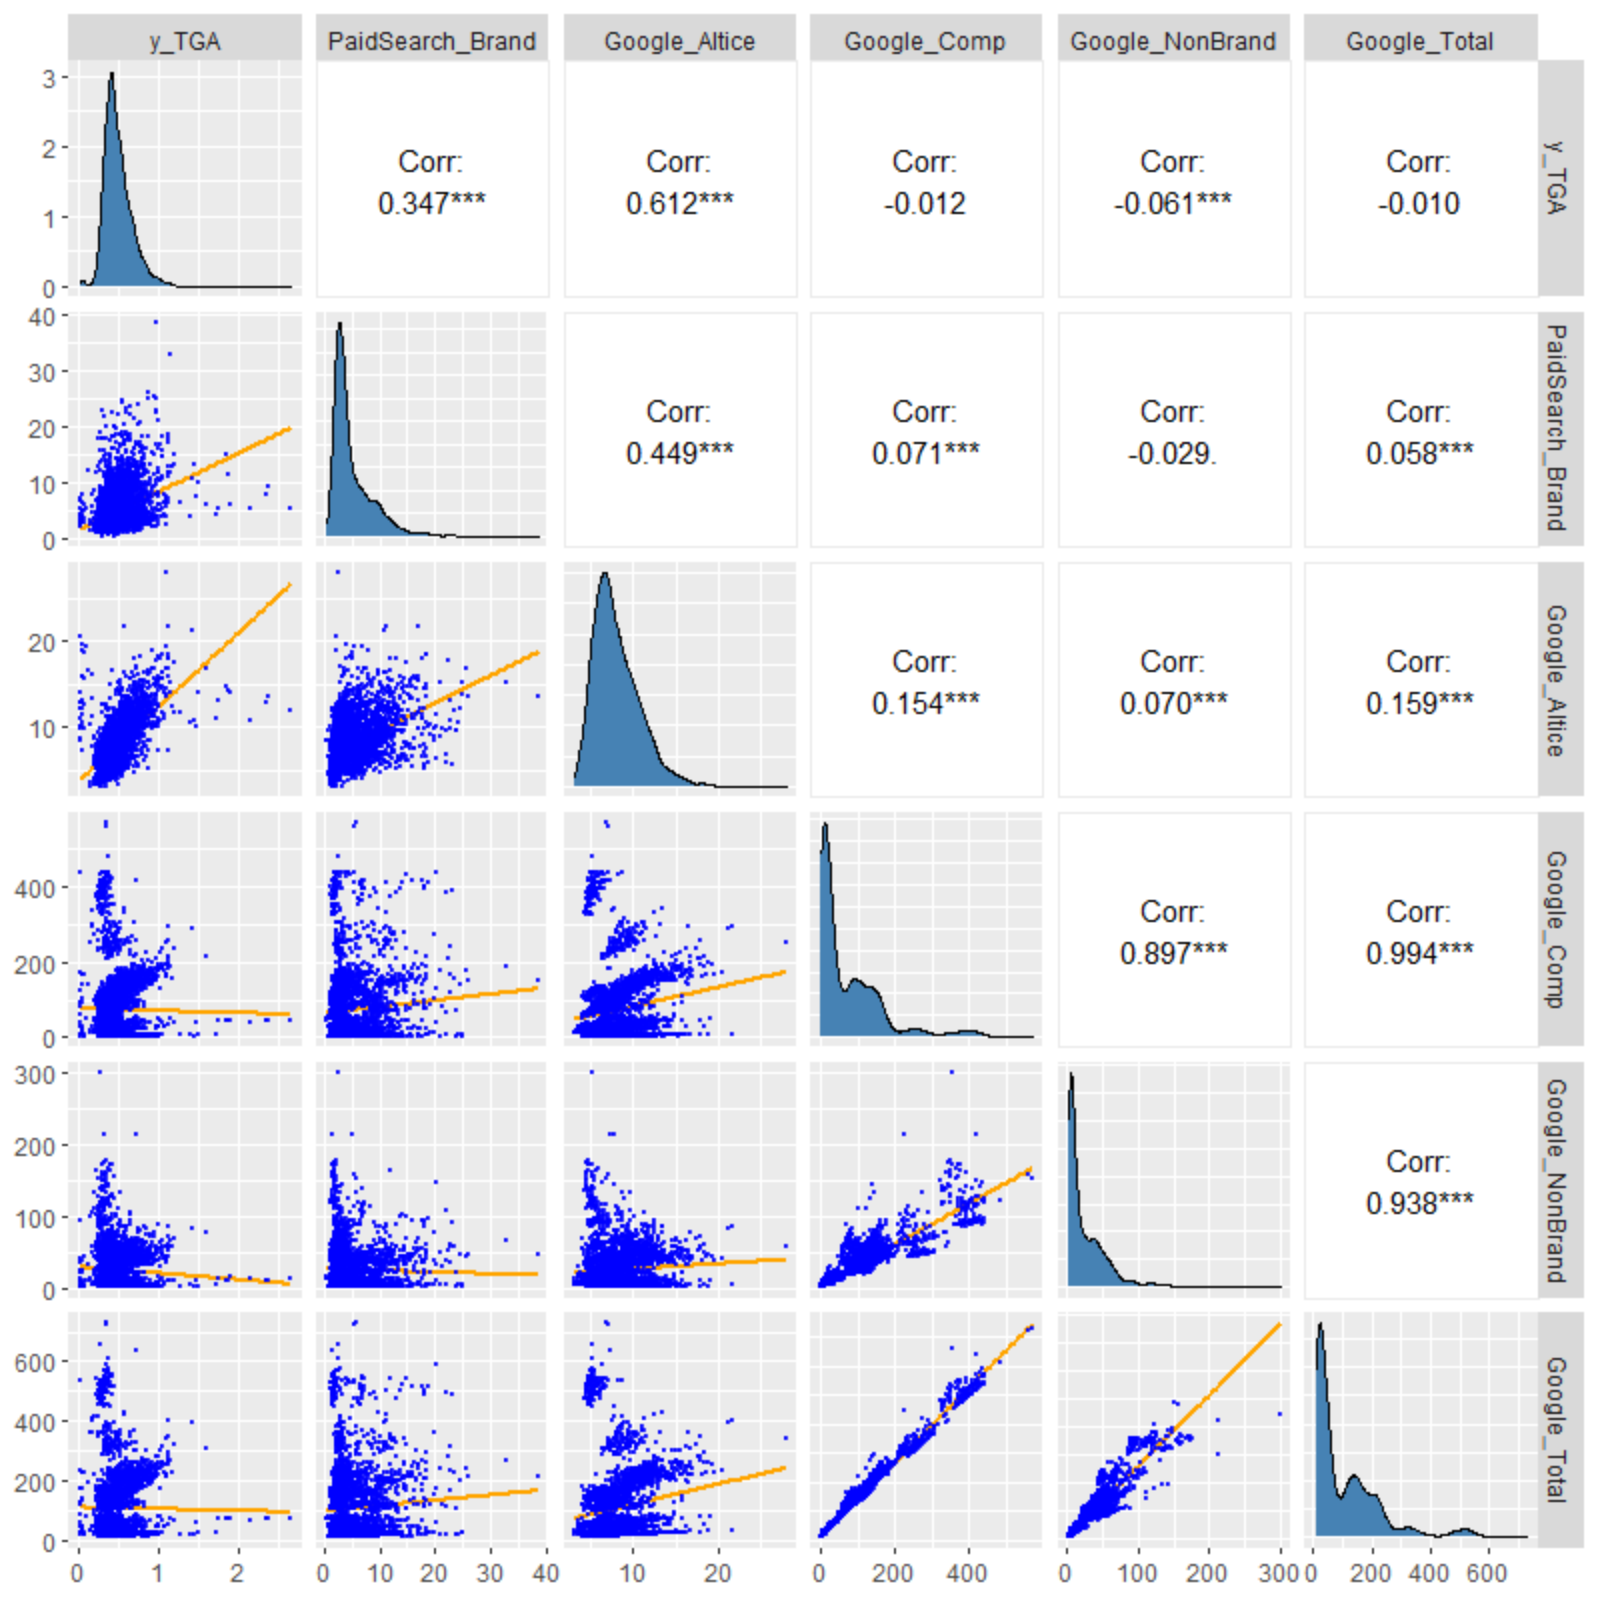 y_TGA PaidSearch_Brand Google_Altice Google_Comp Google_NonBrand Google_Total
3
2
1
0
Corr:
0.347***
Corr:
0.612***
Corr:
-0.012
Corr:
-0.061***
Corr:
-0.010
y_TGA
40
30
20
10
0
Corr:
0.449***
Corr:
0.071***
Corr:
-0.029.
Corr:
0.058***
PaidSearch_Brand
20
10
Corr:
0.154***
Corr:
0.070***
Corr:
0.159***
Google_Altice
400
200
0
Corr:
0.897***
Corr:
0.994***
Google_Comp
300
200
100
0
Corr:
0.938***
Google_NonBrand
600
400
200
0
Google_Total
0 1 2
0 10 20 30 40
10 20
0 200 400
0 100 200 300
0 200 400 600